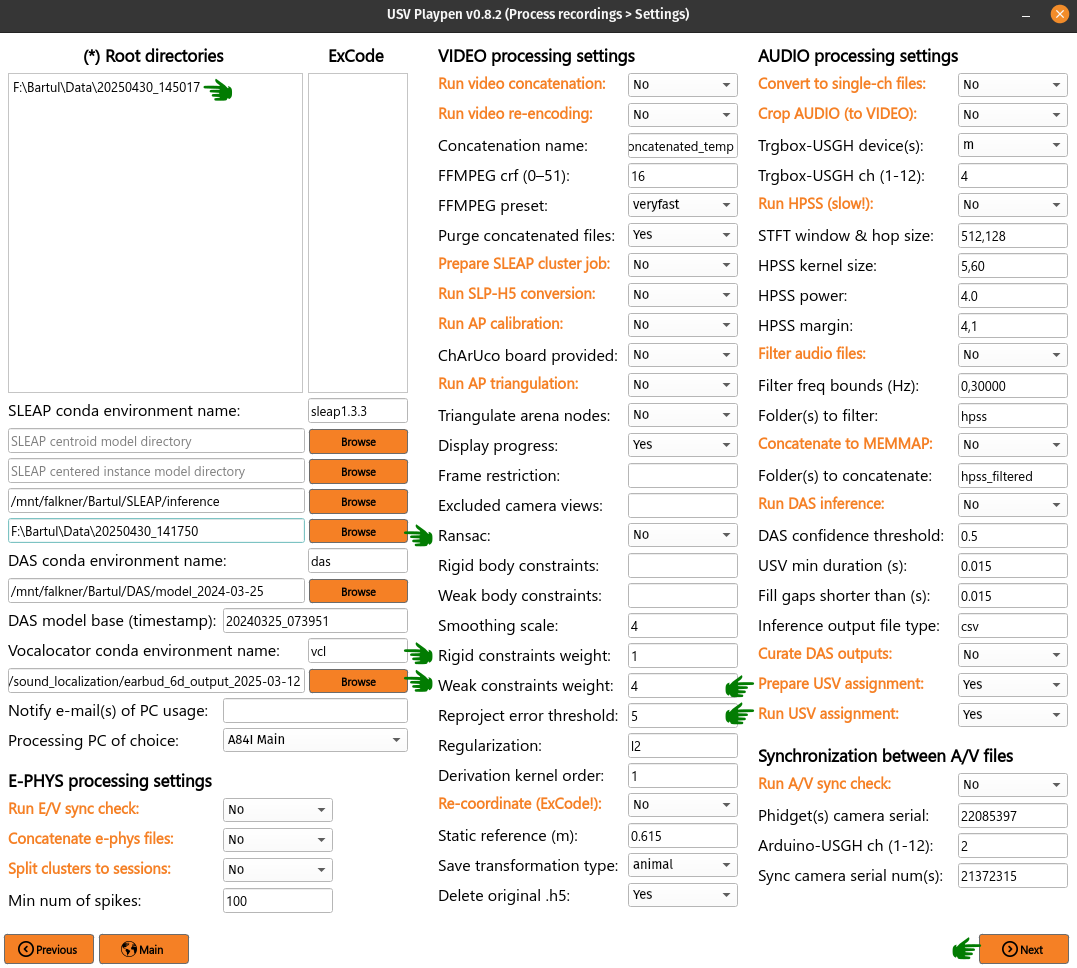 USV Playpen v0.8.2 (Process recordings > Settings)
(*) Root directories
ExCode
F:\Bartul\Data\20250430_145017
SLEAP conda environment name:
sleap1.3.3
SLEAP centroid model directory
Browse
SLEAP centered instance model directory
Browse
/mnt/falkner/Bartul/SLEAP/inference
Browse
F:\Bartul\Data\20250430_141750
Browse
DAS conda environment name:
das
/mnt/falkner/Bartul/DAS/model_2024-03-25
Browse
DAS model base (timestamp):
20240325_073951
Vocalocator conda environment name:
vcl
/sound_localization/earbud_6d_output_2025-03-12
Browse
Notify e-mail(s) of PC usage:
Processing PC of choice:
A84I Main
E-PHYS processing settings
Run E/V sync check:
No
Concatenate e-phys files:
No
Split clusters to sessions:
No
Min num of spikes:
100
VIDEO processing settings
Run video concatenation:
No
Run video re-encoding:
No
Concatenation name:
oncatenated_temp
FFMPEG crf (0–51):
16
FFMPEG preset:
veryfast
Purge concatenated files:
Yes
Prepare SLEAP cluster job:
No
Run SLP-H5 conversion:
No
Run AP calibration:
No
ChArUco board provided:
No
Run AP triangulation:
No
Triangulate arena nodes:
No
Display progress:
Yes
Frame restriction:
Excluded camera views:
Ransac:
No
Rigid body constraints:
Weak body constraints:
Smoothing scale:
4
Rigid constraints weight:
1
Weak constraints weight:
4
Reproject error threshold:
5
Regularization:
l2
Derivation kernel order:
1
Re-coordinate (ExCode!):
No
Static reference (m):
0.615
Save transformation type:
animal
Delete original .h5:
Yes
AUDIO processing settings
Convert to single-ch files:
No
Crop AUDIO (to VIDEO):
No
Trgbox-USGH device(s):
m
Trgbox-USGH ch (1-12):
4
Run HPSS (slow!):
No
STFT window & hop size:
512,128
HPSS kernel size:
5,60
HPSS power:
4.0
HPSS margin:
4,1
Filter audio files:
No
Filter freq bounds (Hz):
0,30000
Folder(s) to filter:
hpss
Concatenate to MEMMAP:
No
Folder(s) to concatenate:
hpss_filtered
Run DAS inference:
No
DAS confidence threshold:
0.5
USV min duration (s):
0.015
Fill gaps shorter than (s):
0.015
Inference output file type:
csv
Curate DAS outputs:
No
Prepare USV assignment:
Yes
Run USV assignment:
Yes
Synchronization between A/V files
Run A/V sync check:
No
Phidget(s) camera serial:
22085397
Arduino-USGH ch (1-12):
2
Sync camera serial num(s):
21372315
Previous
Main
Next